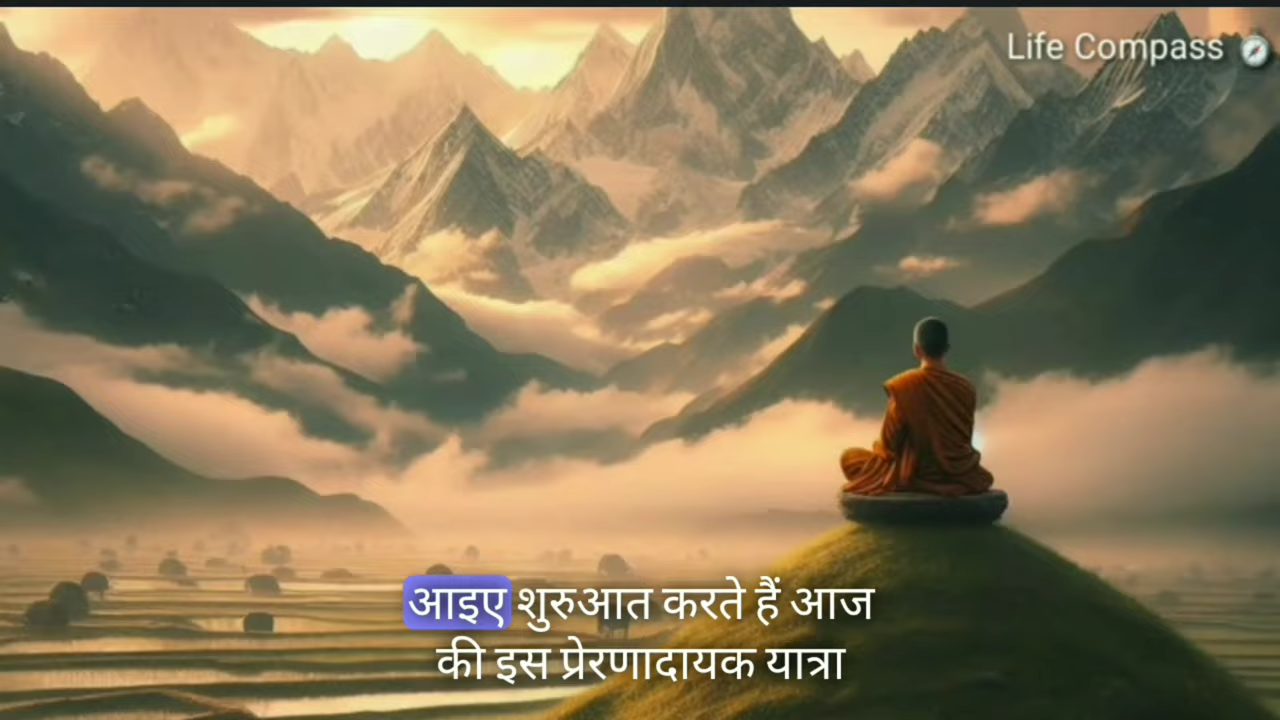 Life Compass
आइए शुरुआत करते हैं आज
की इस प्रेरणादायक यात्रा